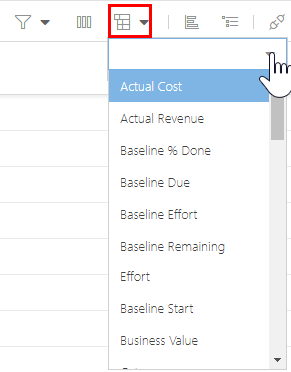 Actual Cost
Actual Revenue
Baseline % Done
Baseline Due
Baseline Effort
Baseline Remaining
Effort
Baseline Start
Business Value